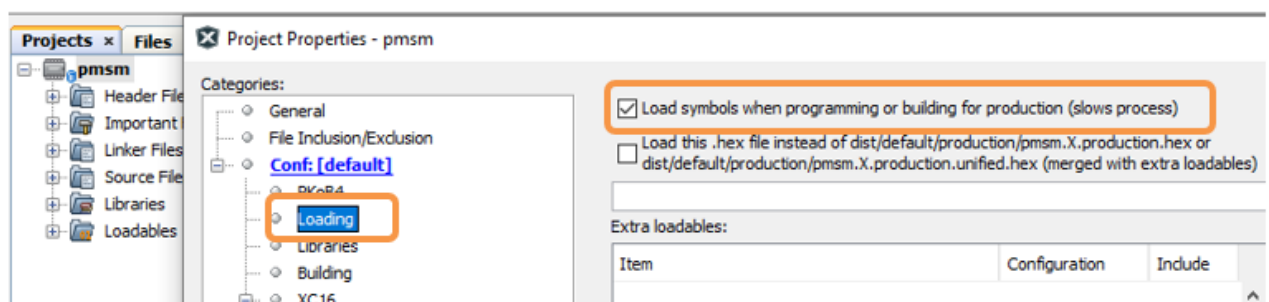 Projects × Files
pmsm
Header File
Important
Linker Files
Source File
Libraries
Loadables
Project Properties - pmsm
Categories:
General
File Inclusion/Exclusion
Conf: [default]
PKoB4
Loading
Libraries
Building
XC16
Load symbols when programming or building for production (slows process)
Load this .hex file instead of dist/default/production/pmsm.X.production.hex or
dist/default/production/pmsm.X.production.unified.hex (merged with extra loadables)
Extra loadables:
Item Configuration Include